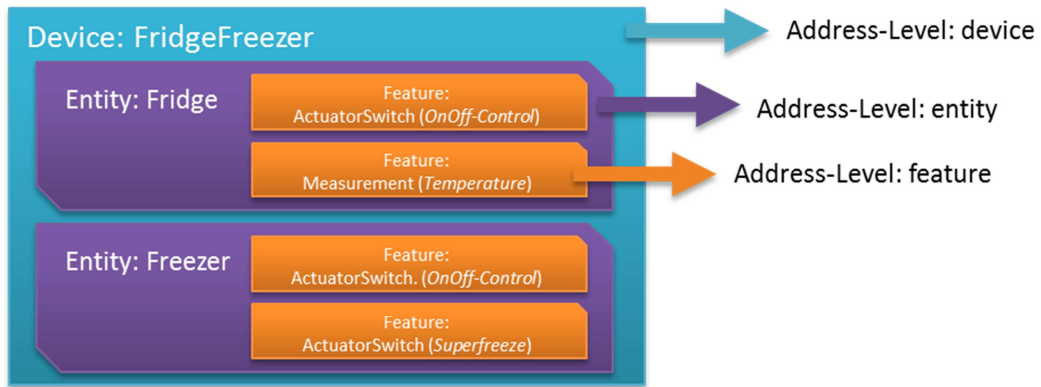 Device: FridgeFreezer
Address-Level: device
Entity: Fridge
Feature:
ActuatorSwitch (OnOff-Control)
Address-Level: entity
Feature:
Measurement (Temperature)
Address-Level: feature
Entity: Freezer
Feature:
ActuatorSwitch. (OnOff-Control)
Feature:
ActuatorSwitch (Superfreeze)